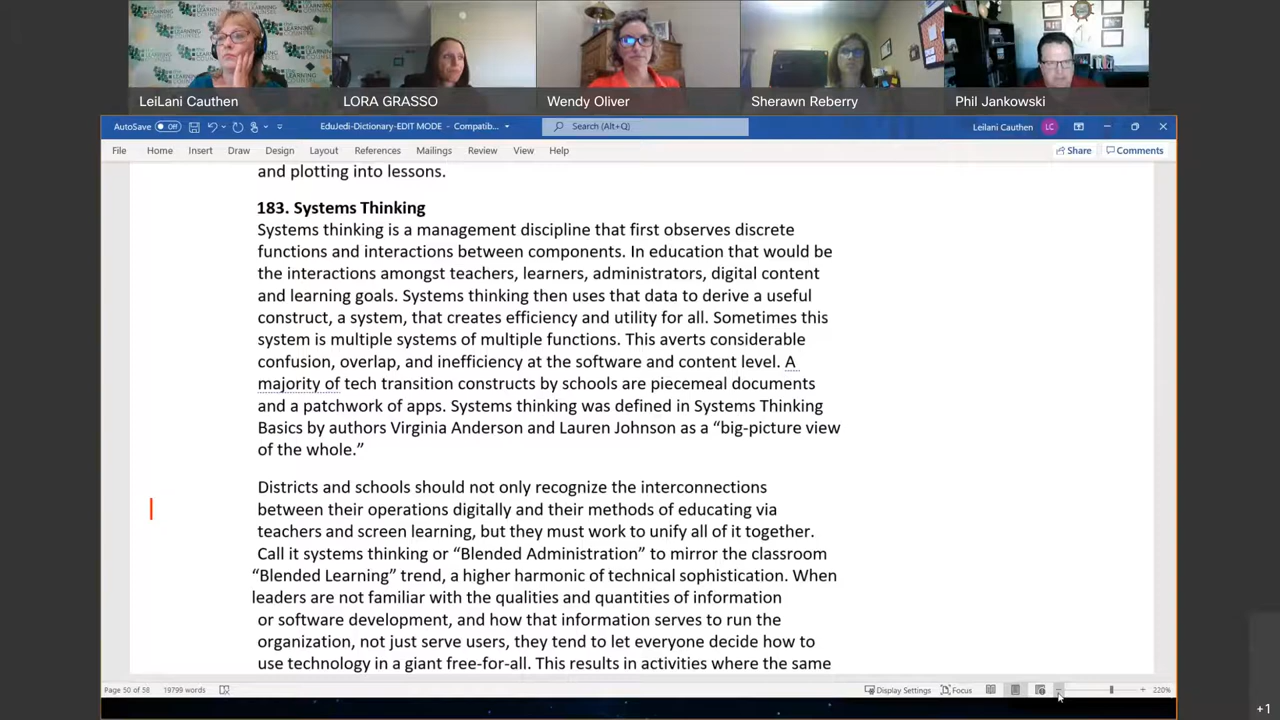 LeiLani Cauthen
LORA GRASSO
Wendy Oliver
Sherawn Reberry
Phil Jankowski
AutoSave Off EduJedi-Dictionary-EDIT MODE - Compatib... Search (Alt+Q) Leilani Cauthen LC
File Home Insert Draw Design Layout References Mailings Review View Help Share Comments
and plotting into lessons.
183. Systems Thinking
Systems thinking is a management discipline that first observes discrete
functions and interactions between components. In education that would be
the interactions amongst teachers, learners, administrators, digital content
and learning goals. Systems thinking then uses that data to derive a useful
construct, a system, that creates efficiency and utility for all. Sometimes this
system is multiple systems of multiple functions. This averts considerable
confusion, overlap, and inefficiency at the software and content level. A
majority of tech transition constructs by schools are piecemeal documents
and a patchwork of apps. Systems thinking was defined in Systems Thinking
Basics by authors Virginia Anderson and Lauren Johnson as a “big-picture view
of the whole.”
Districts and schools should not only recognize the interconnections
between their operations digitally and their methods of educating via
teachers and screen learning, but they must work to unify all of it together.
Call it systems thinking or “Blended Administration” to mirror the classroom
“Blended Learning” trend, a higher harmonic of technical sophistication. When
leaders are not familiar with the qualities and quantities of information
or software development, and how that information serves to run the
organization, not just serve users, they tend to let everyone decide how to
use technology in a giant free-for-all. This results in activities where the same
Page 50 of 58 19799 words Display Settings Focus 220%
+1